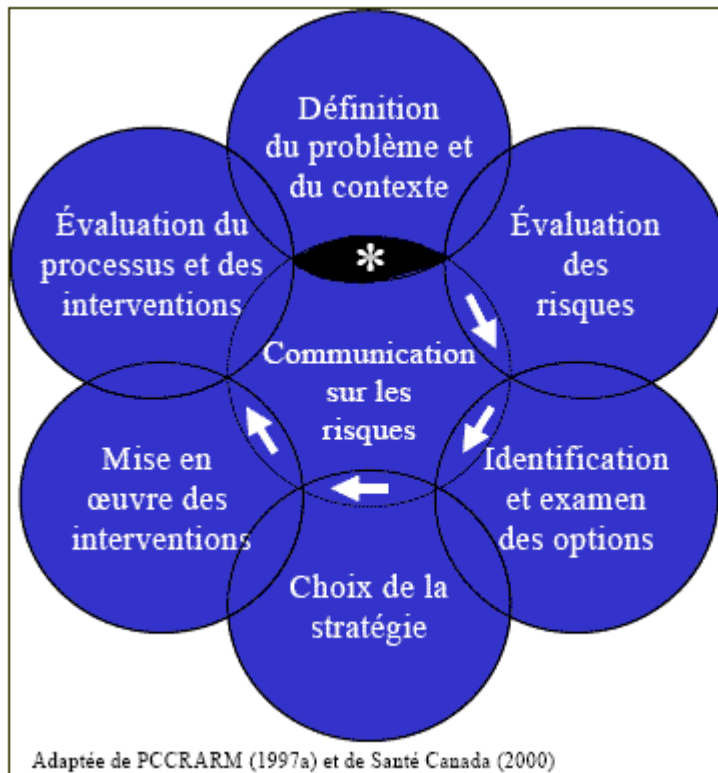 Définition
du problème et
du contexte
Évaluation du
processus et des
interventions
*
Évaluation
des
risques
Communication
sur les
risques
Mise en
œuvre des
interventions
Identification
et examen
des options
Choix de la
stratégie
Adaptée de PCCRARM (1997a) et de Santé Canada (2000)